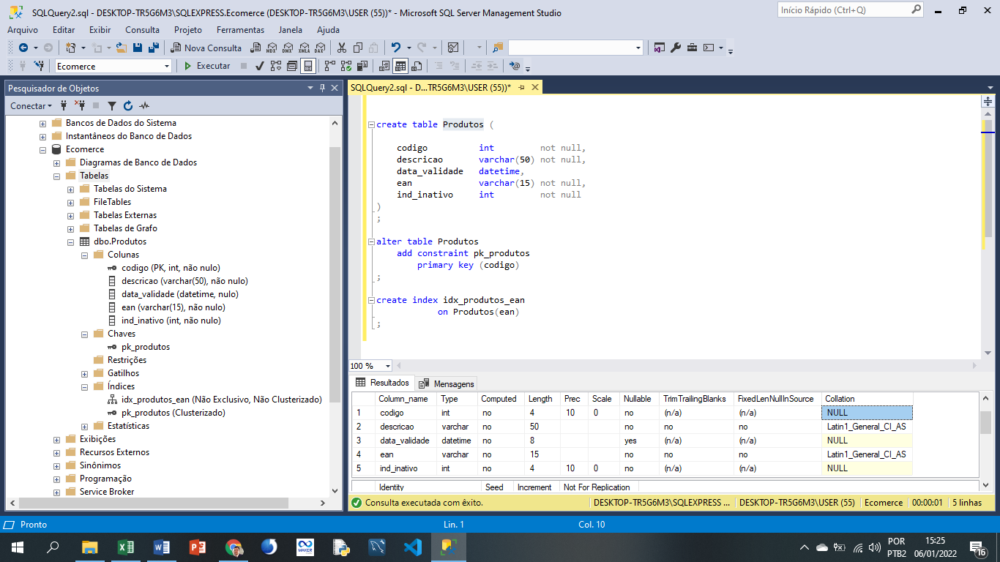 SQLQuery2.sql - DESKTOP-TR5G6M3\SQLEXPRESS.Ecomerce (DESKTOP-TR5G6M3\USER (55))* - Microsoft SQL Server Management Studio
Início Rápido (Ctrl+Q)
Arquivo Editar Exibir Consulta Projeto Ferramentas Janela Ajuda
Nova Consulta MDX DMX XMLA DAX
Ecomerce Executar
Pesquisador de Objetos
Conectar
Bancos de Dados do Sistema
Instantâneos do Banco de Dados
Ecomerce
Diagramas de Banco de Dados
Tabelas
Tabelas do Sistema
FileTables
Tabelas Externas
Tabelas de Grafo
dbo.Produtos
Colunas
codigo (PK, int, não nulo)
descricao (varchar(50), não nulo)
data_validade (datetime, nulo)
ean (varchar(15), não nulo)
ind_inativo (int, não nulo)
Chaves
pk_produtos
Restrições
Gatilhos
Índices
idx_produtos_ean (Não Exclusivo, Não Clusterizado)
pk_produtos (Clusterizado)
Estatísticas
Exibições
Recursos Externos
Sinônimos
Programação
Service Broker
SQLQuery2.sql - D...TR5G6M3\USER (55))*
create table Produtos (
codigo int not null,
descricao varchar(50) not null,
data_validade datetime,
ean varchar(15) not null,
ind_inativo int not null
)
;
alter table Produtos
add constraint pk_produtos
primary key (codigo)
;
create index idx_produtos_ean
on Produtos(ean)
;
100 %
Resultados Mensagens
Column_name Type Computed Length Prec Scale Nullable TrimTrailingBlanks FixedLenNullInSource Collation
1 codigo int no 4 10 0 no (n/a) (n/a) NULL
2 descricao varchar no 50 no no no Latin1_General_CI_AS
3 data_validade datetime no 8 yes (n/a) (n/a) NULL
4 ean varchar no 15 no no no Latin1_General_CI_AS
5 ind_inativo int no 4 10 0 no (n/a) (n/a) NULL
Identity Seed Increment Not For Replication
Consulta executada com êxito. DESKTOP-TR5G6M3\SQLEXPRESS ... DESKTOP-TR5G6M3\USER (55) Ecomerce 00:00:01 5 linhas
Pronto Lin. 1 Col. 10
MAKER
POR 15:25
PTB2 06/01/2022 16